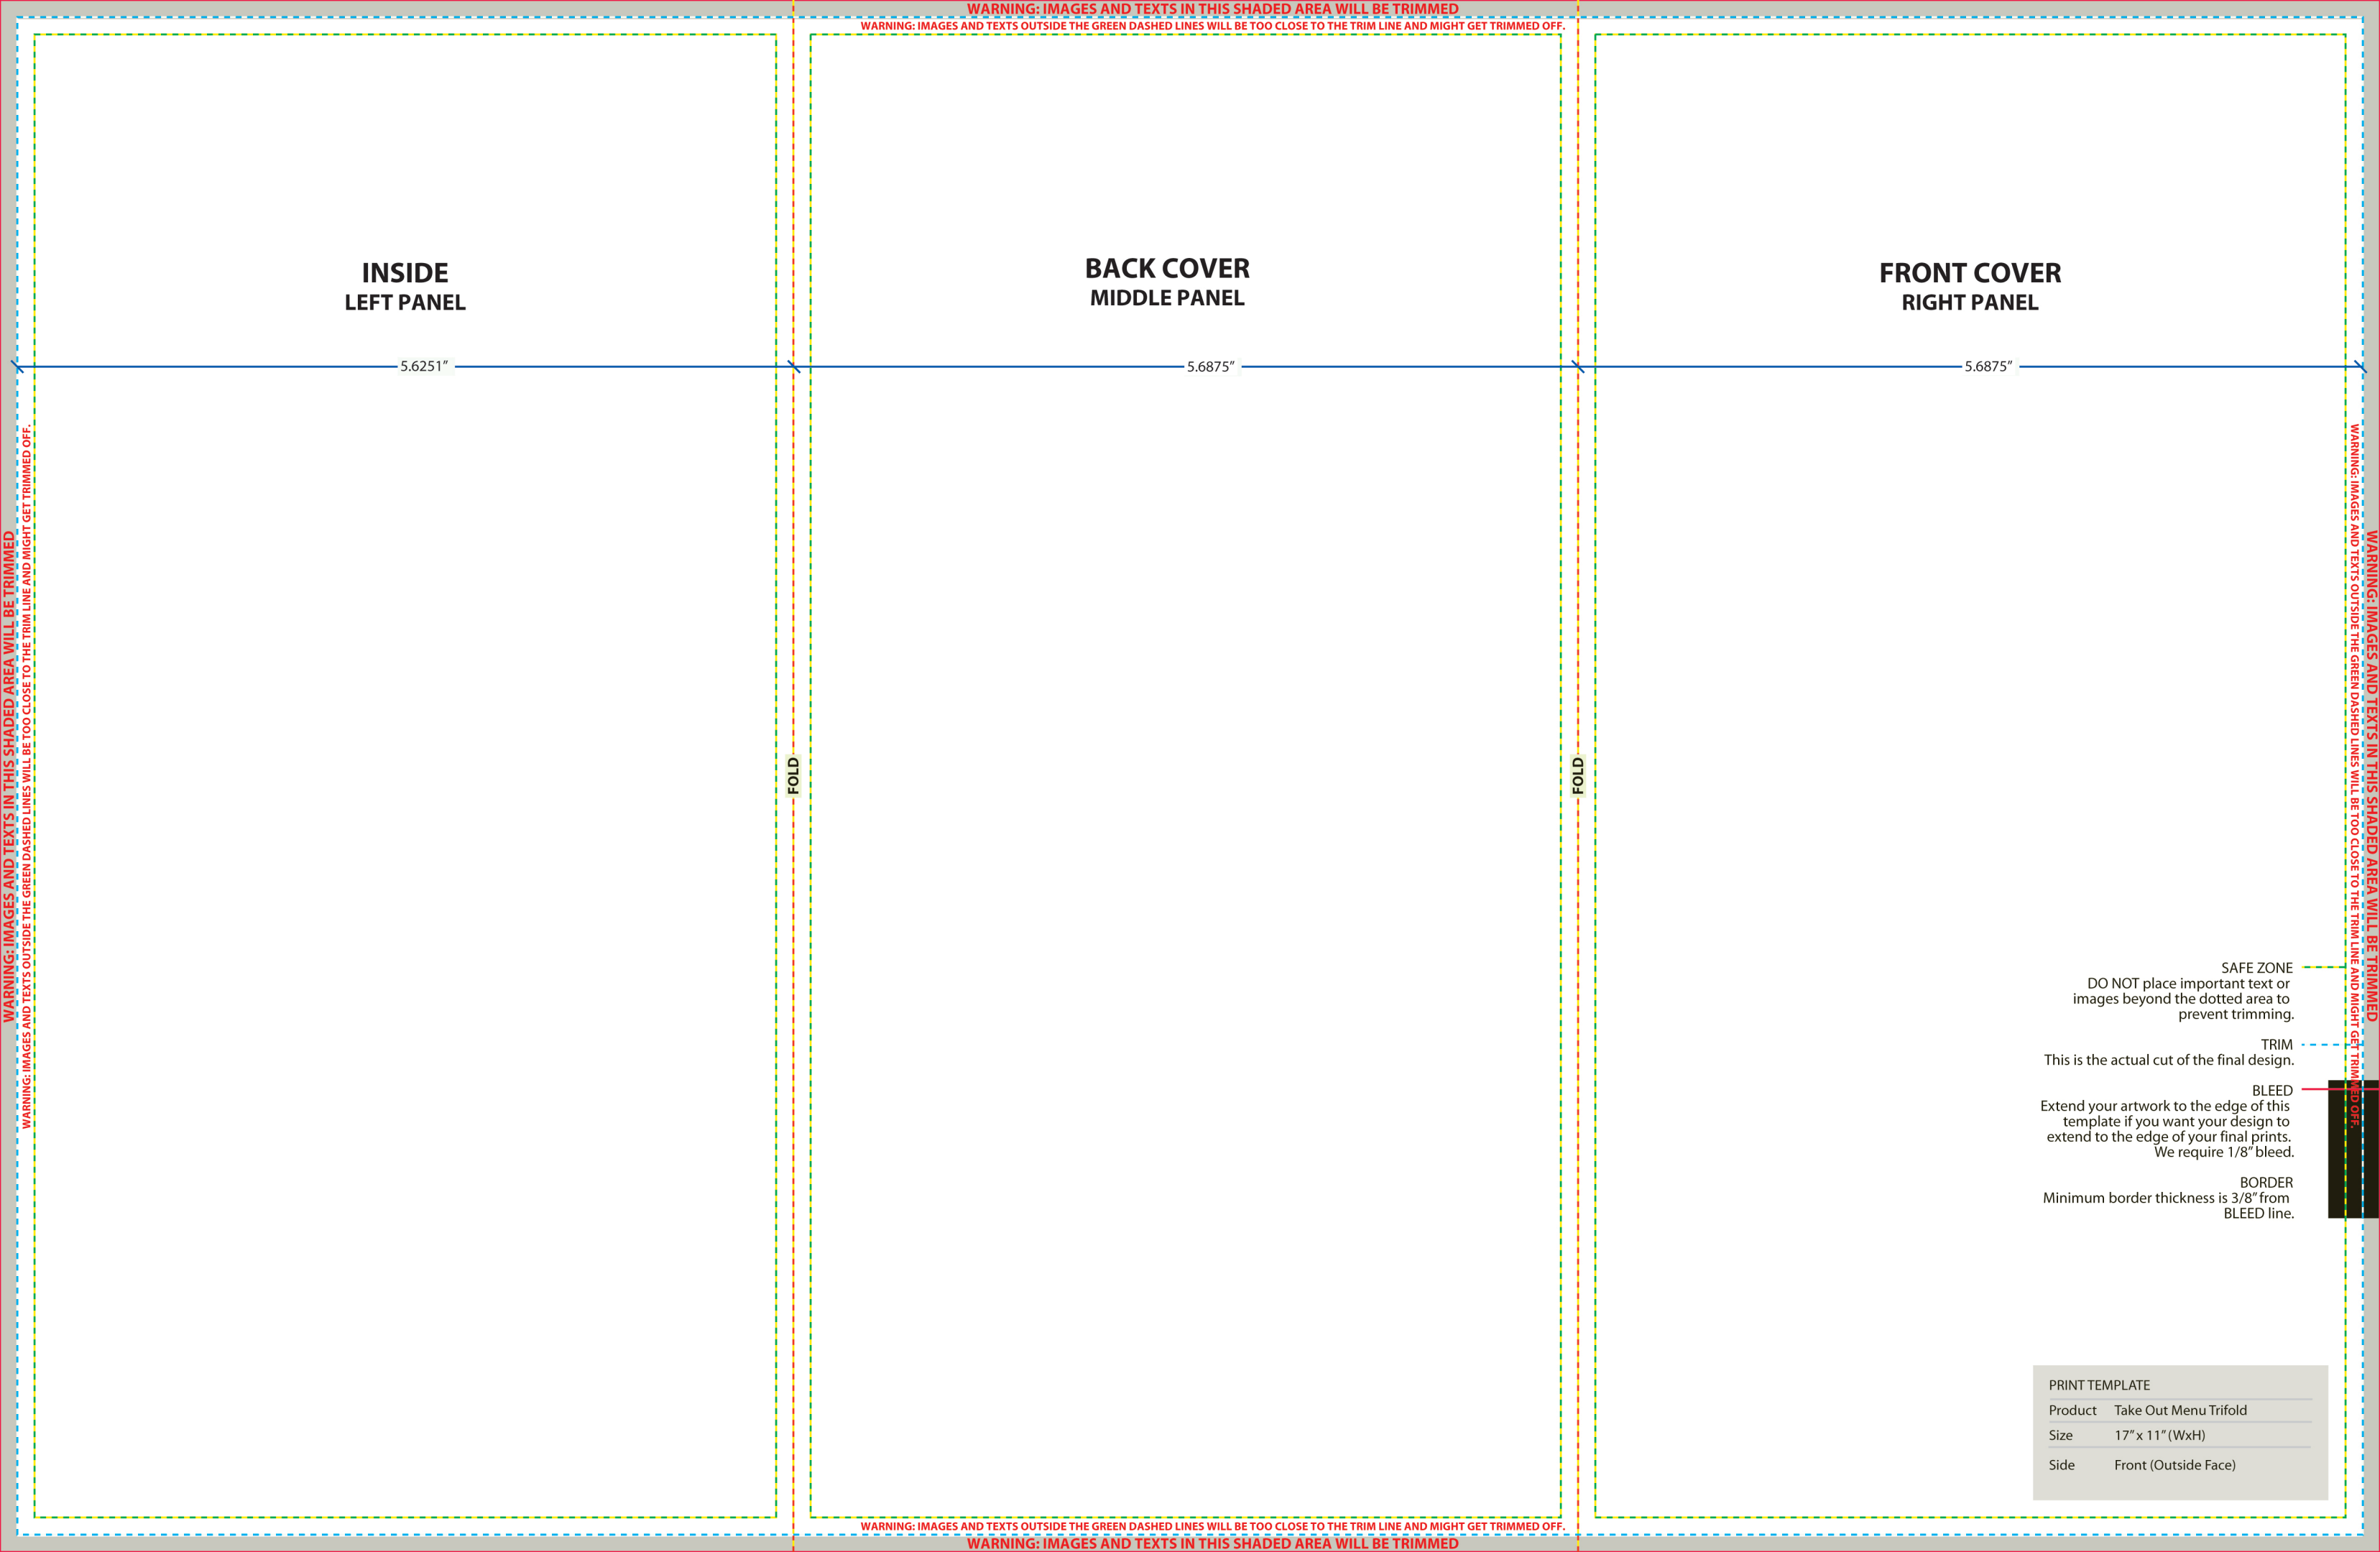 WARNING: IMAGES AND TEXTS IN THIS SHADED AREA WILL BE TRIMMED
WARNING: IMAGES AND TEXTS OUTSIDE THE GREEN DASHED LINES WILL BE TOO CLOSE TO THE TRIM LINE AND MIGHT GET TRIMMED OFF.
INSIDE
LEFT PANEL
BACK COVER
MIDDLE PANEL
FRONT COVER
RIGHT PANEL
5.6251”
5.6875”
5.6875”
WARNING: IMAGES AND TEXTS IN THIS SHADED AREA WILL BE TRIMMED
WARNING: IMAGES AND TEXTS OUTSIDE THE GREEN DASHED LINES WILL BE TOO CLOSE TO THE TRIM LINE AND MIGHT GET TRIMMED OFF.
FOLD
FOLD
WARNING: IMAGES AND TEXTS OUTSIDE THE GREEN DASHED LINES WILL BE TOO CLOSE TO THE TRIM LINE AND MIGHT GET TRIMMED OFF.
WARNING: IMAGES AND TEXTS IN THIS SHADED AREA WILL BE TRIMMED
SAFE ZONE
DO NOT place important text or
images beyond the dotted area to
prevent trimming.
TRIM
This is the actual cut of the final design.
BLEED
Extend your artwork to the edge of this
template if you want your design to
extend to the edge of your final prints.
We require 1/8” bleed.
BORDER
Minimum border thickness is 3/8” from
BLEED line.
PRINT TEMPLATE
Product Take Out Menu Trifold
Size 17” x 11” (WxH)
Side Front (Outside Face)
WARNING: IMAGES AND TEXTS OUTSIDE THE GREEN DASHED LINES WILL BE TOO CLOSE TO THE TRIM LINE AND MIGHT GET TRIMMED OFF.
WARNING: IMAGES AND TEXTS IN THIS SHADED AREA WILL BE TRIMMED